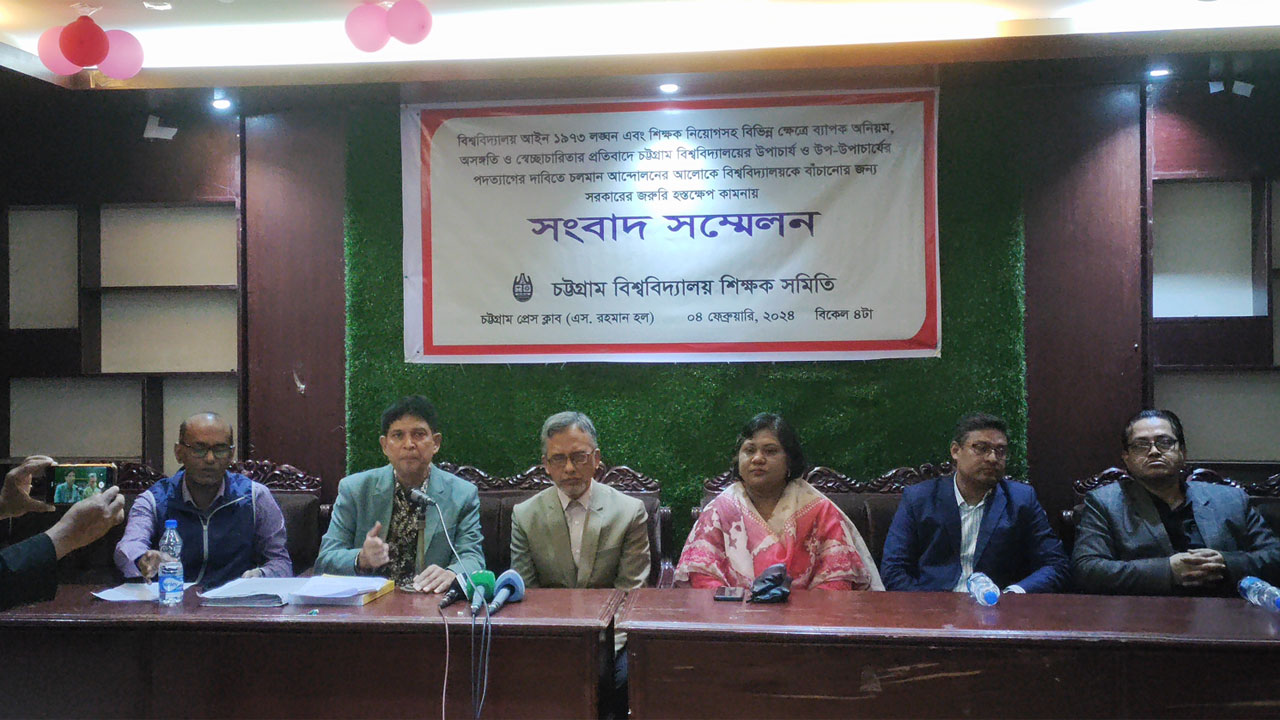 বিশ্ববিদ্যালয় আইন ১৯৭৩ লঙ্ঘন এবং শিক্ষক নিয়োগসহ বিভিন্ন ক্ষেত্রে ব্যাপক অনিয়ম,
অসঙ্গতি ও স্বেচ্ছাচারিতার প্রতিবাদে চট্টগ্রাম বিশ্ববিদ্যালয়ের উপাচার্য ও উপ-উপাচার্যের
পদত্যাগের দাবিতে চলমান আন্দোলনের আলোকে বিশ্ববিদ্যালয়কে বাঁচানোর জন্য
সরকারের জরুরি হস্তক্ষেপ কামনায়
সংবাদ সম্মেলন
চট্টগ্রাম বিশ্ববিদ্যালয় শিক্ষক সমিতি
চট্টগ্রাম প্রেস ক্লাব (এস. রহমান হল) ০৪ ফেব্রুয়ারি, ২০২৪ বিকেল ৪টা